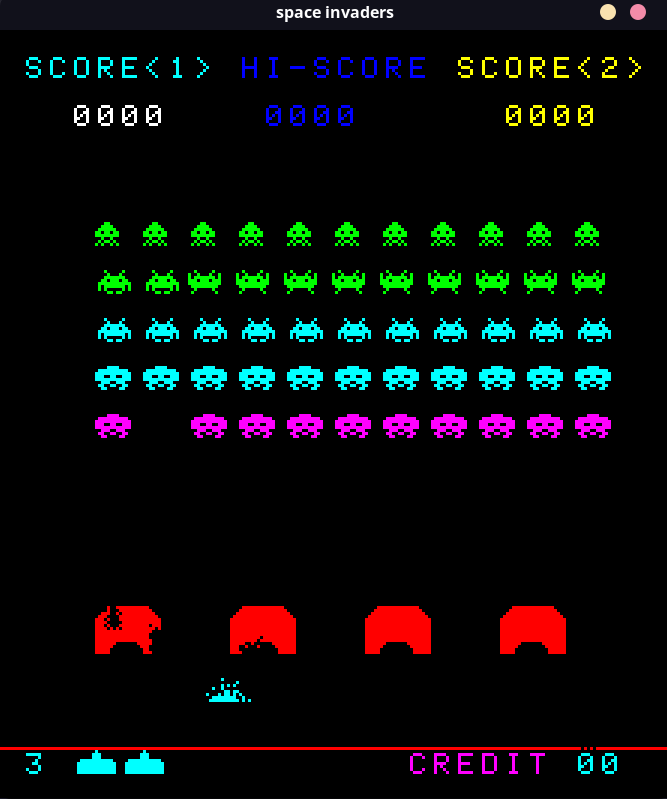 space invaders
SCORE<1> HI-SCORE SCORE<2>
0000 0000 0000
3 CREDIT 00